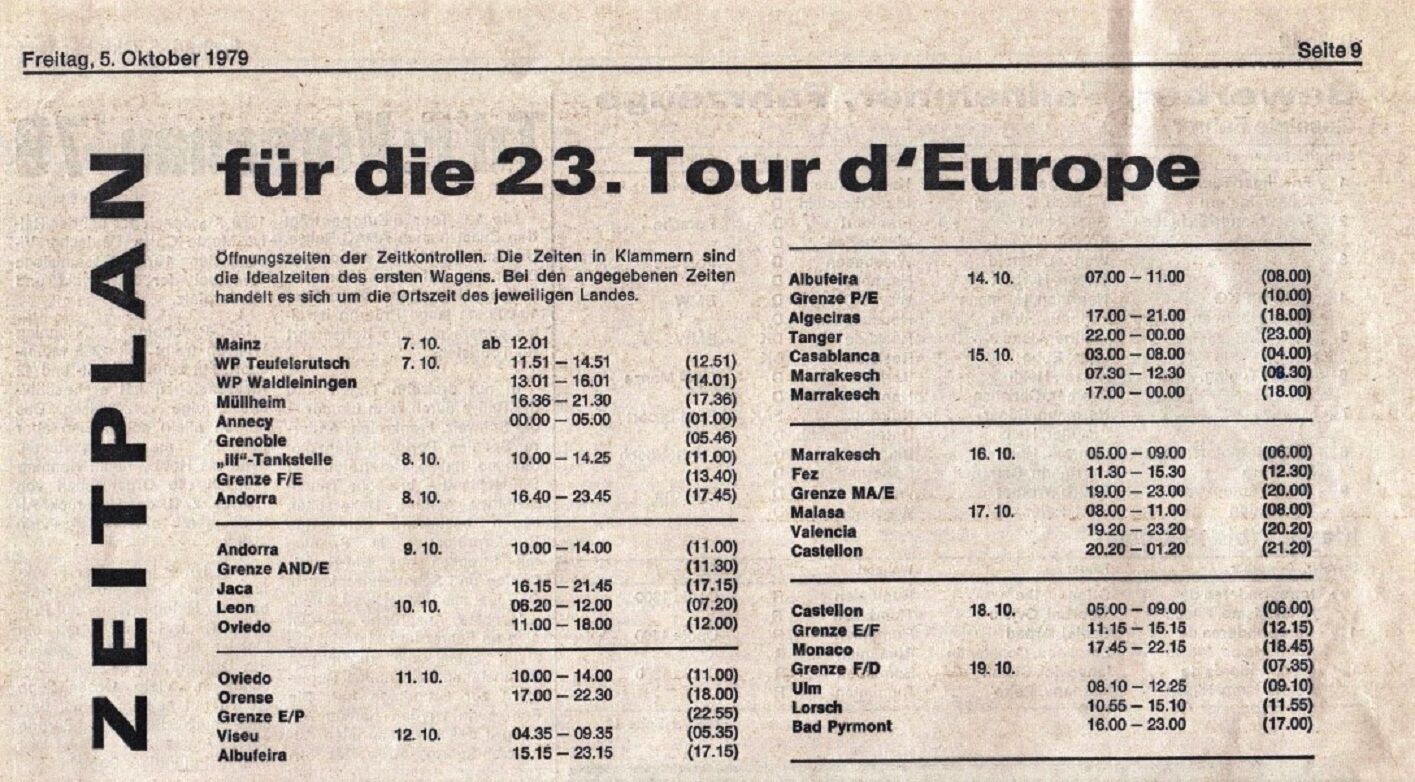 Freitag, 5. Oktober 1979
Seite 9
ZEITPLAN
für die 23. Tour d'Europe
Öffnungszeiten der Zeitkontrollen. Die Zeiten in Klammern sind
die Idealzeiten des ersten Wagens. Bei den angegebenen Zeiten
handelt es sich um die Ortszeit des jeweiligen Landes.
Mainz 7. 10. ab 12.01
WP Teufelsrutsch 7. 10. 11.51 – 14.51 (12.51)
WP Waldleiningen 13.01 – 16.01 (14.01)
Müllheim 16.36 – 21.30 (17.36)
Annecy 00.00 – 05.00 (01.00)
Grenoble (05.46)
-Tankstelle 8. 10. 10.00 – 14.25 (11.00)
Grenze F/E (13.40)
Andorra 8. 10. 16.40 – 23.45 (17.45)
Andorra 9. 10. 10.00 – 14.00 (11.00)
Grenze AND/E (11.30)
Jaca 16.15 – 21.45 (17.15)
Leon 10. 10. 06.20 – 12.00 (07.20)
Oviedo 11.00 – 18.00 (12.00)
Oviedo 11. 10. 10.00 – 14.00 (11.00)
Orense 17.00 – 22.30 (18.00)
Grenze E/P (22.55)
Viseu 12. 10. 04.35 – 09.35 (05.35)
Albufeira 15.15 – 23.15 (17.15)
Albufeira 14. 10. 07.00 – 11.00 (08.00)
Grenze P/E (10.00)
Algeciras 17.00 – 21.00 (18.00)
Tanger 22.00 – 00.00 (23.00)
Casablanca 15. 10. 03.00 – 08.00 (04.00)
Marrakesch 07.30 – 12.30 (08.30)
Marrakesch 17.00 – 00.00 (18.00)
Marrakesch 16. 10. 05.00 – 09.00 (06.00)
Fez 11.30 – 15.30 (12.30)
Grenze MA/E 19.00 – 23.00 (20.00)
Malasa 17. 10. 08.00 – 11.00 (08.00)
Valencia 19.20 – 23.20 (20.20)
Castellon 20.20 – 01.20 (21.20)
Castellon 18. 10. 05.00 – 09.00 (06.00)
Grenze E/F 11.15 – 15.15 (12.15)
Monaco 17.45 – 22.15 (18.45)
Grenze F/D 19. 10. (07.35)
Ulm 08.10 – 12.25 (09.10)
Lorsch 10.55 – 15.10 (11.55)
Bad Pyrmont 16.00 – 23.00 (17.00)